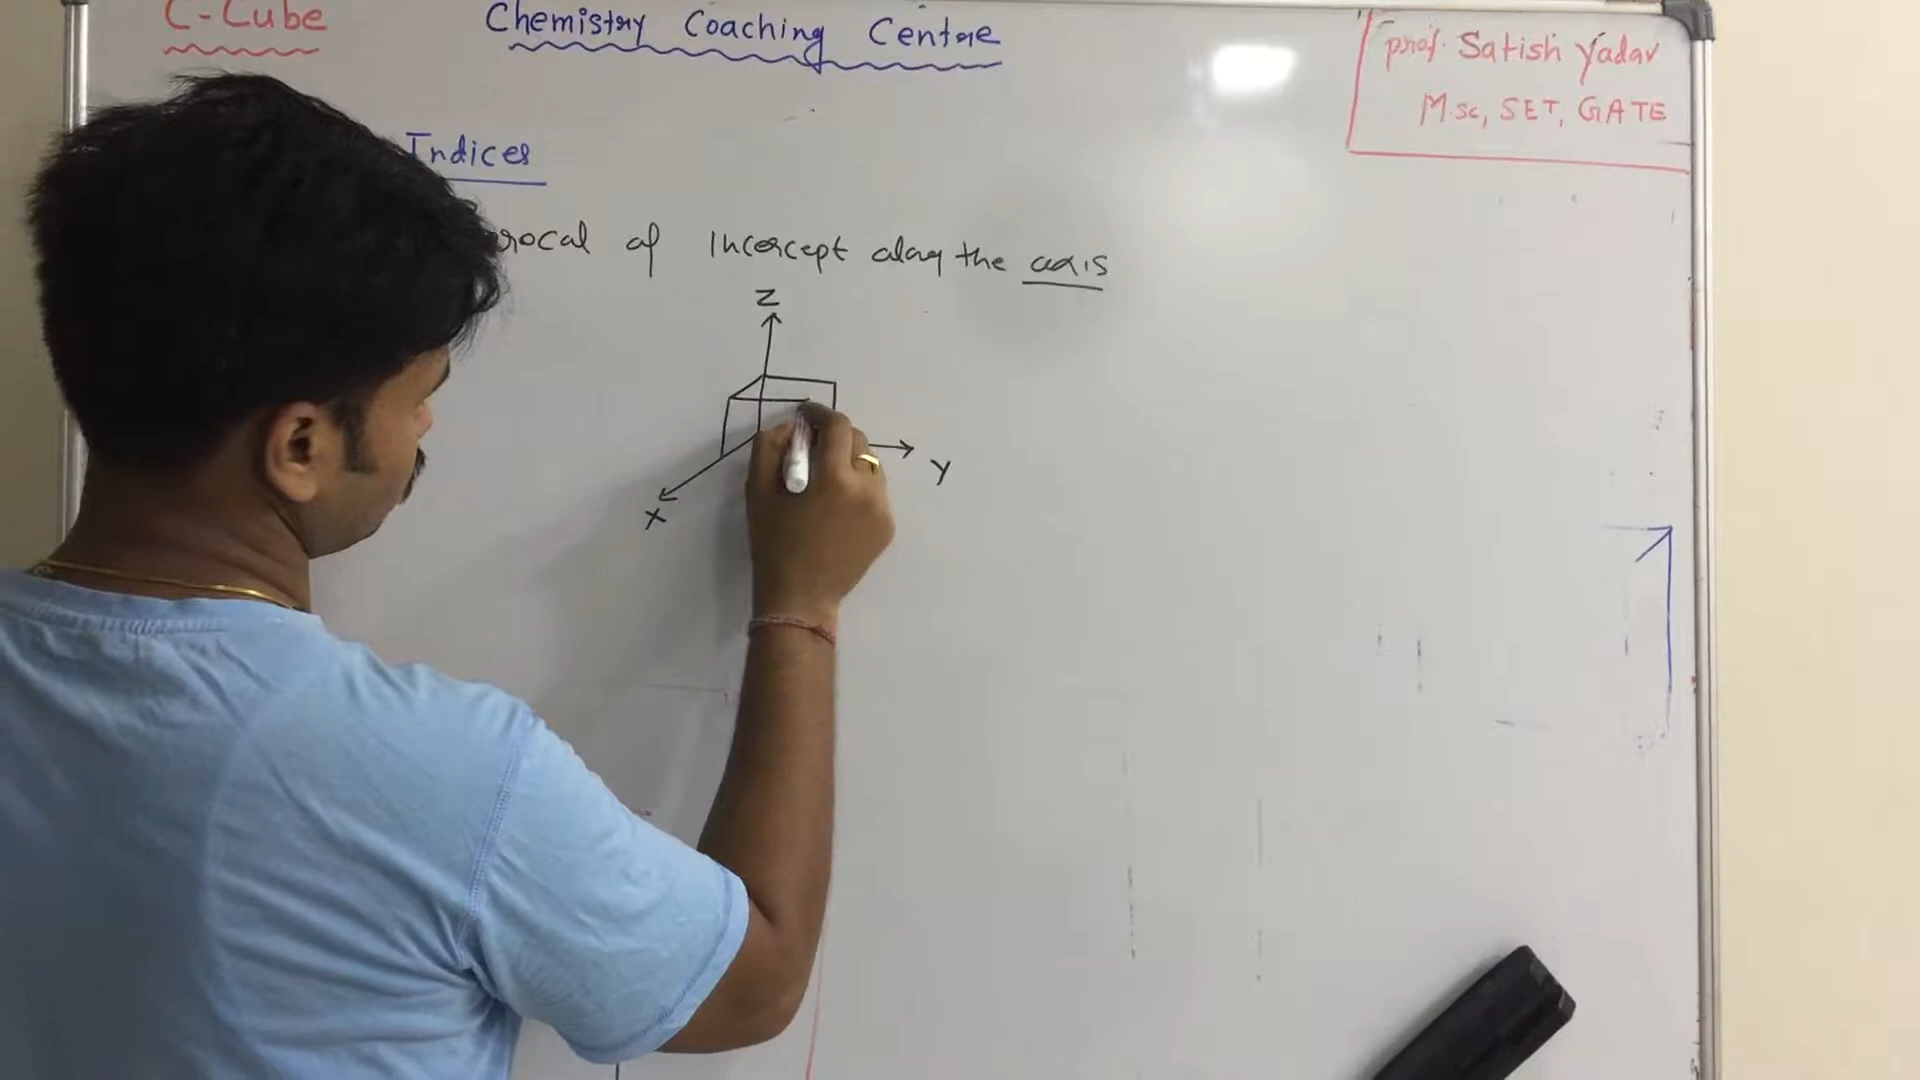 C-Cube Chemistry Coaching Centre
prof. Satish Yadav
M.sc, SET, GATE
Indices
rocal of Intercept along the axis
Z
Y
X